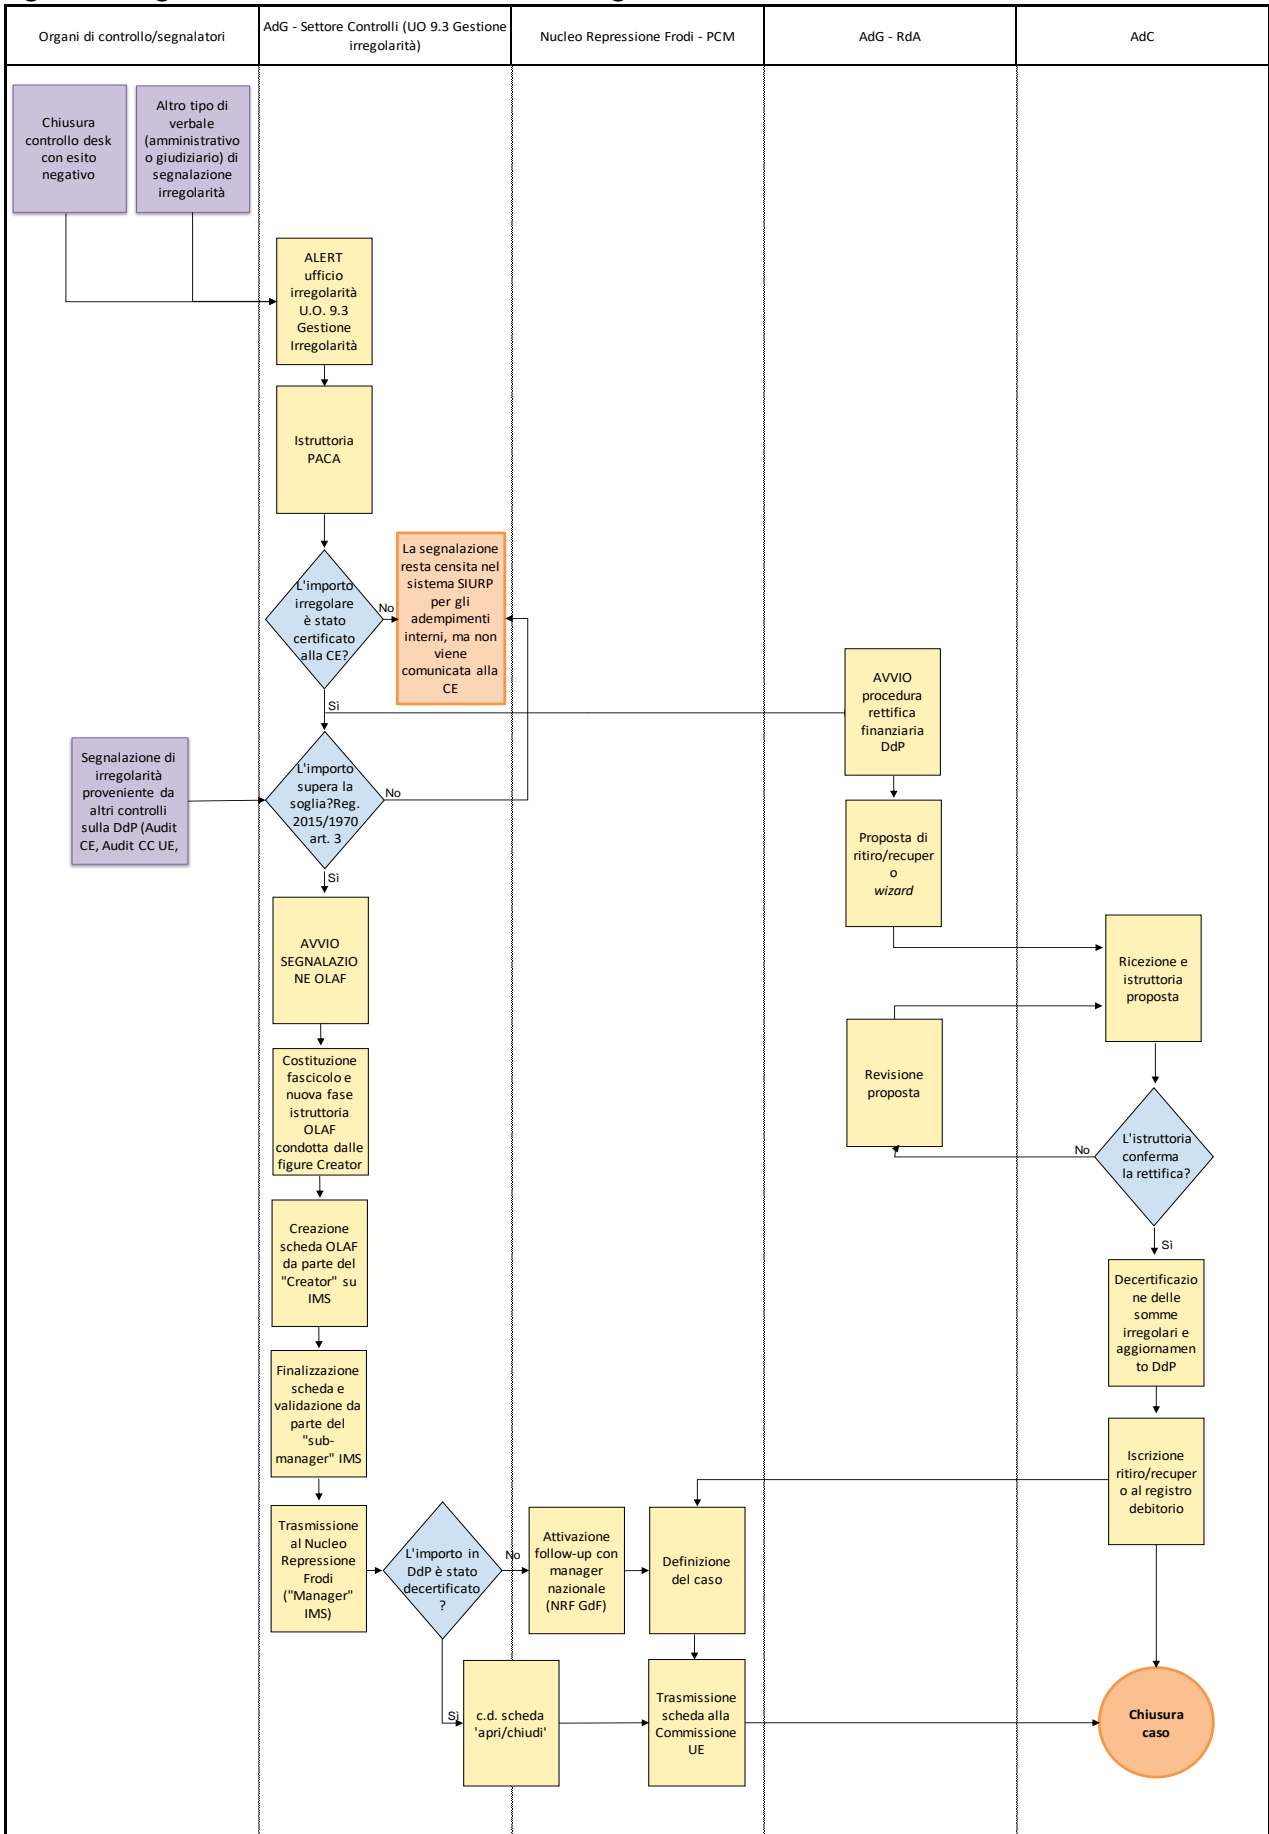 Organi di controllo/segnalatori
AdG - Settore Controlli (UO 9.3 Gestione
irregolarità)
Nucleo Repressione Frodi - PCM
AdG - RdA
AdC
Chiusura
controllo desk
con esito
negativo
Altro tipo di
verbale
(amministrativo
o giudiziario) di
segnalazione
irregolarità
ALERT
ufficio
irregolarità
U.O. 9.3
Gestione
Irregolarità
Istruttoria
PACA
L'importo
irregolare
è stato
certificato
alla CE?
No
La segnalazione
resta censita nel
sistema SIURP
per gli
adempimenti
interni, ma non
viene
comunicata alla
CE
Sì
AVVIO
procedura
rettifica
finanziaria
DdP
Segnalazione di
irregolarità
proveniente da
altri controlli
sulla DdP (Audit
CE, Audit CC UE,
L'importo
supera la
soglia?Reg.
2015/1970
art. 3
No
Sì
Proposta di
ritiro/recuper
o
wizard
AVVIO
SEGNALAZIO
NE OLAF
Ricezione e
istruttoria
proposta
Costituzione
fascicolo e
nuova fase
istruttoria
OLAF
condotta dalle
figure Creator
Revisione
proposta
L'istruttoria
conferma
la rettifica?
No
Sì
Creazione
scheda OLAF
da parte del
"Creator" su
IMS
Decertificazio
ne delle
somme
irregolari e
aggiornamen
to DdP
Finalizzazione
scheda e
validazione da
parte del
"sub-
manager" IMS
Iscrizione
ritiro/recuper
o al registro
debitorio
Trasmissione
al Nucleo
Repressione
Frodi
("Manager"
IMS)
L'importo in
DdP è stato
decertificato
?
No
Attivazione
follow-up con
manager
nazionale
(NRF GdF)
Definizione
del caso
Sì
c.d. scheda
'apri/chiudi'
Trasmissione
scheda alla
Commissione
UE
Chiusura
caso